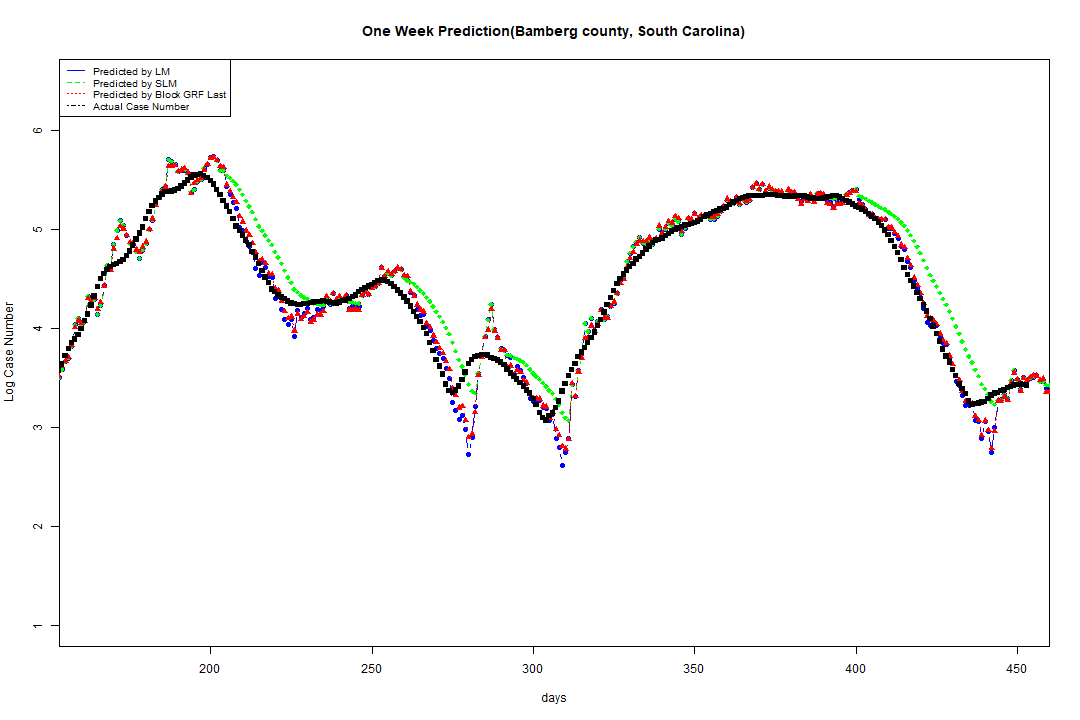 One Week Prediction(Bamberg county, South Carolina)
Predicted by LM
Predicted by SLM
Predicted by Block GRF Last
Actual Case Number
6
5
4
3
2
1
Log Case Number
200 250 300 350 400 450
days